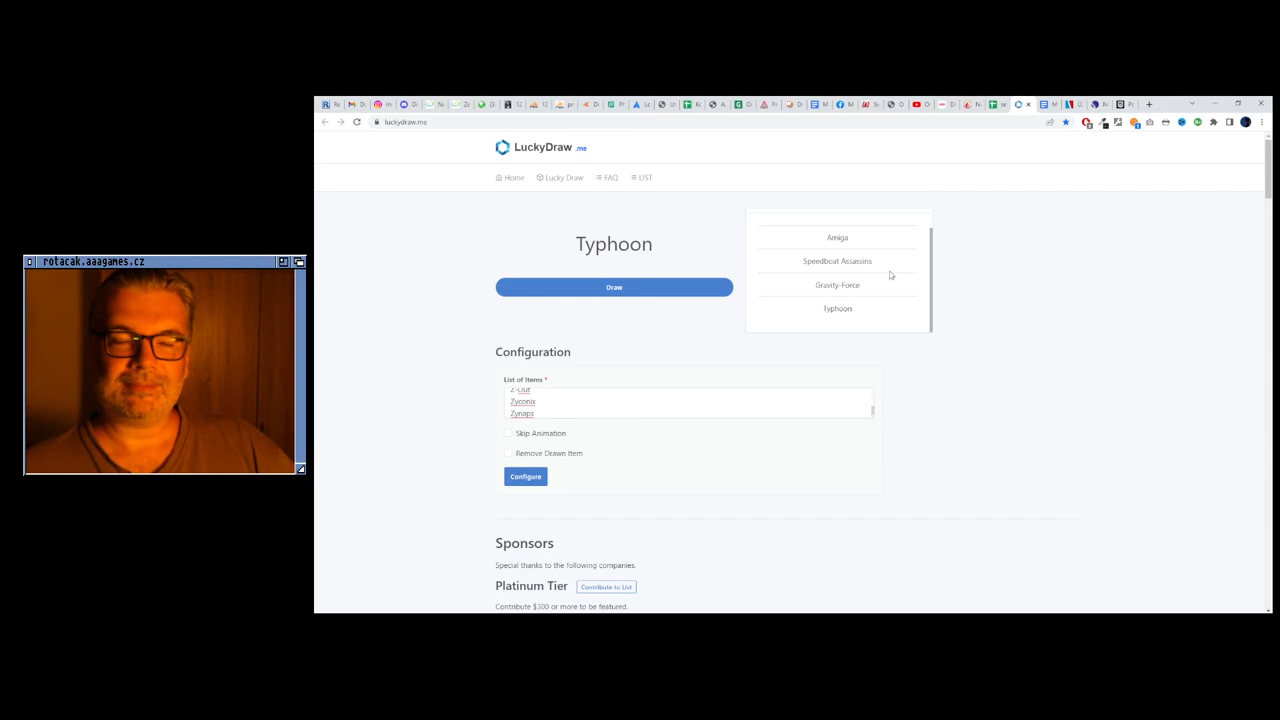 rotacak.aaagames.cz
luckydraw.me
LuckyDraw .me
Home Lucky Draw FAQ LIST
Typhoon
Draw
Amiga
Speedboat Assassins
Gravity-Force
Typhoon
Configuration
List of Items *
Z-Out
Zyconix
Zynaps
Skip Animation
Remove Drawn Item
Configure
Sponsors
Special thanks to the following companies.
Platinum Tier Contribute to List
Contribute $300 or more to be featured.